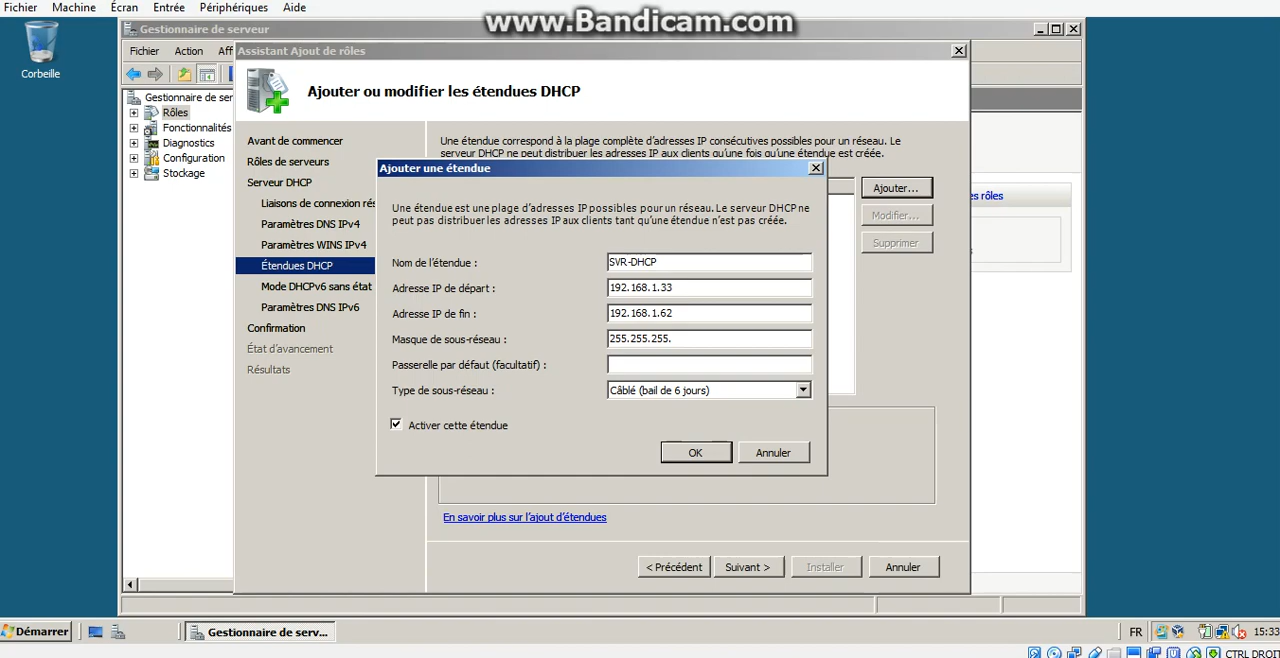 Fichier Machine Écran Entrée Périphériques Aide
www.Bandicam.com
Corbeille
Gestionnaire de serveur
Fichier Action Aff
Assistant Ajout de rôles
Ajouter ou modifier les étendues DHCP
Gestionnaire de ser
Rôles
Fonctionnalités
Diagnostics
Configuration
Stockage
Avant de commencer
Rôles de serveurs
Serveur DHCP
Liaisons de connexion rés
Paramètres DNS IPv4
Paramètres WINS IPv4
Étendues DHCP
Mode DHCPv6 sans état
Paramètres DNS IPv6
Confirmation
État d'avancement
Résultats
Une étendue correspond à la plage complète d'adresses IP consécutives possibles pour un réseau. Le
serveur DHCP ne peut distribuer les adresses IP aux clients qu'une fois qu'une étendue est créée.
Ajouter...
Modifier...
Supprimer
es rôles
Ajouter une étendue
Une étendue est une plage d'adresses IP possibles pour un réseau. Le serveur DHCP ne
peut pas distribuer les adresses IP aux clients tant qu'une étendue n'est pas créée.
Nom de l'étendue : SVR-DHCP
Adresse IP de départ : 192.168.1.33
Adresse IP de fin : 192.168.1.62
Masque de sous-réseau : 255.255.255.
Passerelle par défaut (facultatif) :
Type de sous-réseau : Câblé (bail de 6 jours)
Activer cette étendue
OK Annuler
En savoir plus sur l'ajout d'étendues
< Précédent Suivant > Installer Annuler
Démarrer Gestionnaire de serv... FR 15:33
CTRL DROIT